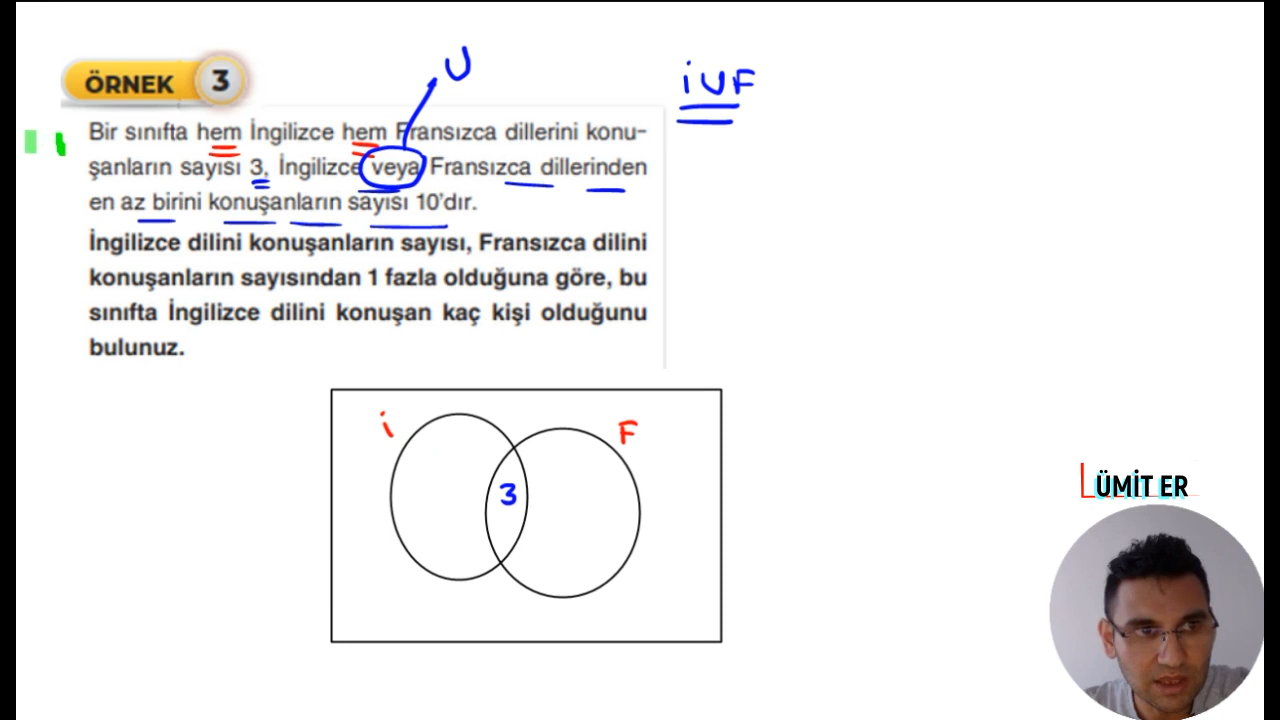 ÖRNEK 3
U
i U F
Bir sınıfta hem İngilizce hem Fransızca dillerini konu-
şanların sayısı 3, İngilizce veya Fransızca dillerinden
en az birini konuşanların sayısı 10'dır.
İngilizce dilini konuşanların sayısı, Fransızca dilini
konuşanların sayısından 1 fazla olduğuna göre, bu
sınıfta İngilizce dilini konuşan kaç kişi olduğunu
bulunuz.
i
F
3
ÜMİT ER